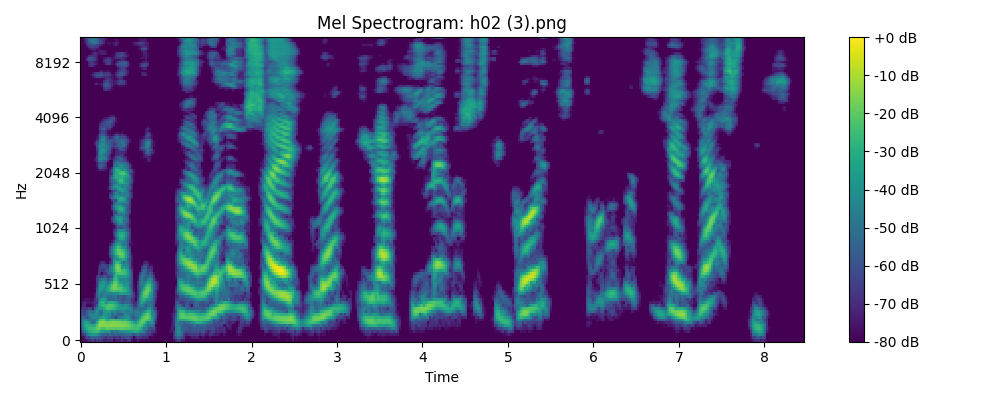 Mel Spectrogram: h02 (3).png
+0 dB
8192
-10 dB
4096
-20 dB
-30 dB
Hz
2048
-40 dB
1024
-50 dB
-60 dB
512
-70 dB
0
-80 dB
0 1 2 3 4 5 6 7 8
Time